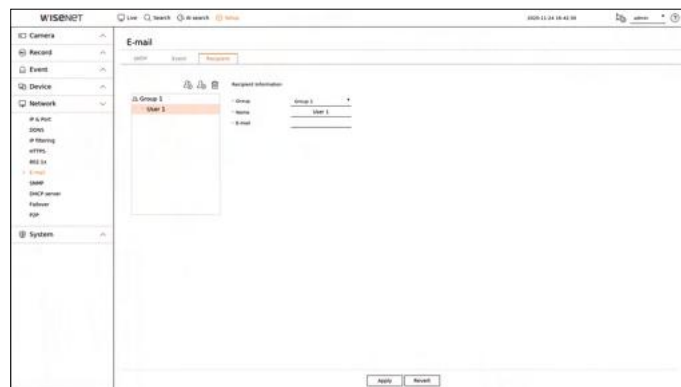 WISENET
Live Search AI search Setup
admin
Camera
Record
Event
Device
Network
IP & Port
DDNS
IP filtering
HTTPS
802.1x
E-mail
SNMP
DHCP server
Failover
P2P
System
E-mail
SMTP Event Recipient
Group 1
User 1
Recipient information
Group Group 1
Name User 1
E-mail
Apply Revert